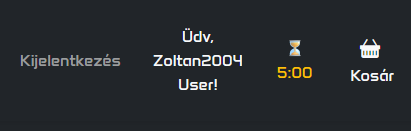 Kijelentkezés
Üdv,
Zoltan2004
User!
5:00
Kosár